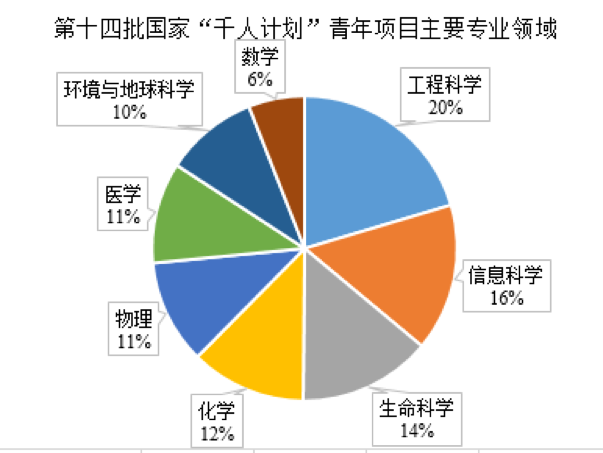 第十四批国家“千人计划”青年项目主要专业领域
数学
6%
工程科学
20%
环境与地球科学
10%
医学
11%
信息科学
16%
物理
11%
化学
12%
生命科学
14%